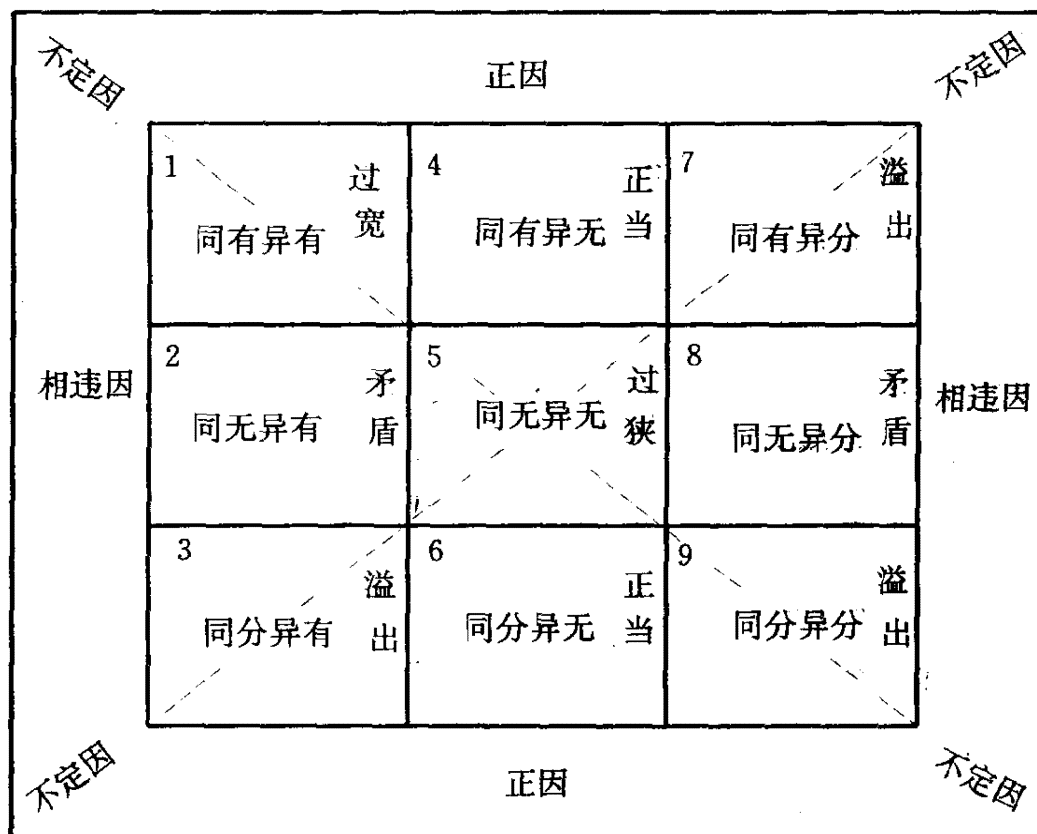 不定因 正因 不定因
1 过宽 4 正当 7 溢出
同有异有 同有异无 同有异分
相违因 2 矛盾 5 过狭 8 矛盾 相违因
同无异有 同无异无 同无异分
3 溢出 6 正当 9 溢出
同分异有 同分异无 同分异分
不定因 正因 不定因